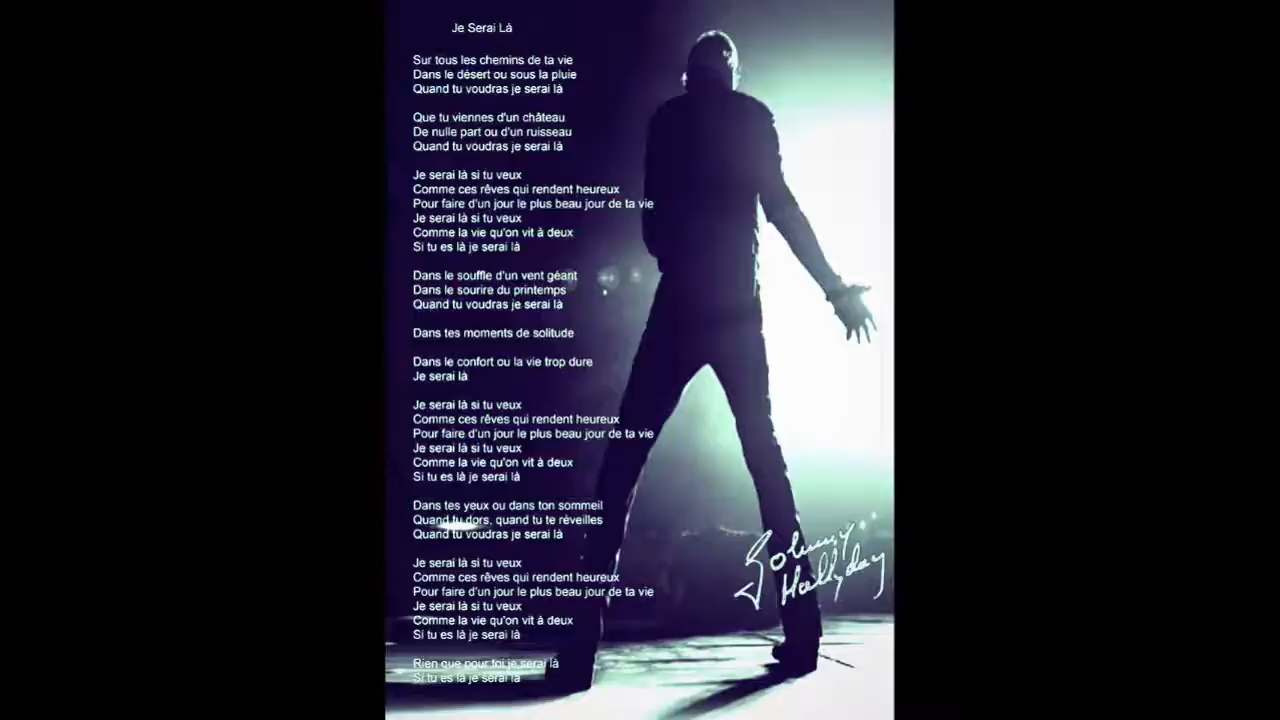 Je Serai Là
Sur tous les chemins de ta vie
Dans le désert ou sous la pluie
Quand tu voudras je serai là
Que tu viennes d'un château
De nulle part ou d'un ruisseau
Quand tu voudras je serai là
Je serai là si tu veux
Comme ces rêves qui rendent heureux
Pour faire d'un jour le plus beau jour de ta vie
Je serai là si tu veux
Comme la vie qu'on vit à deux
Si tu es là je serai là
Dans le souffle d'un vent géant
Dans le sourire du printemps
Quand tu voudras je serai là
Dans tes moments de solitude
Dans le confort ou la vie trop dure
Je serai là
Je serai là si tu veux
Comme ces rêves qui rendent heureux
Pour faire d'un jour le plus beau jour de ta vie
Je serai là si tu veux
Comme la vie qu'on vit à deux
Si tu es là je serai là
Dans tes yeux ou dans ton sommeil
Quand tu dors, quand tu te réveilles
Quand tu voudras je serai là
Je serai là si tu veux
Comme ces rêves qui rendent heureux
Pour faire d'un jour le plus beau jour de ta vie
Je serai là si tu veux
Comme la vie qu'on vit à deux
Si tu es là je serai là
Rien que pour toi je serai là
Si tu es là je serai là
Johnny
Hallyday